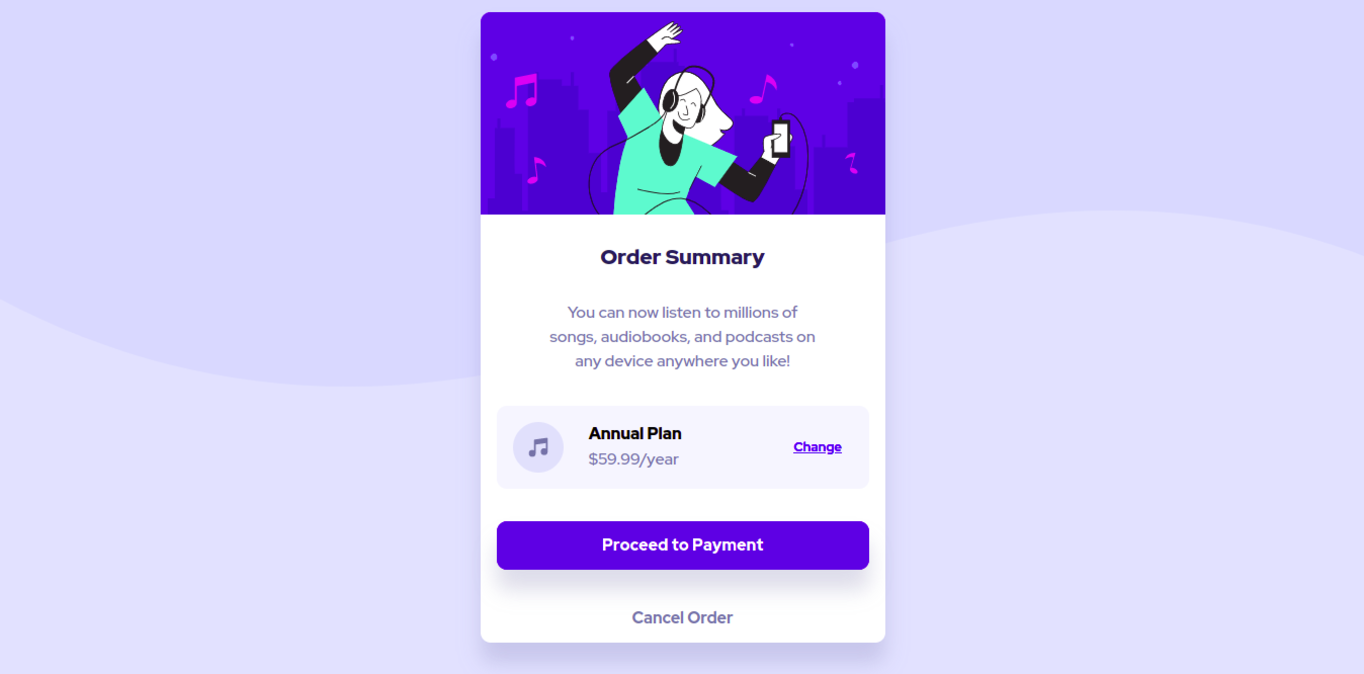 Order Summary
You can now listen to millions of
songs, audiobooks, and podcasts on
any device anywhere you like!
Annual Plan
$59.99/year
Change
Proceed to Payment
Cancel Order